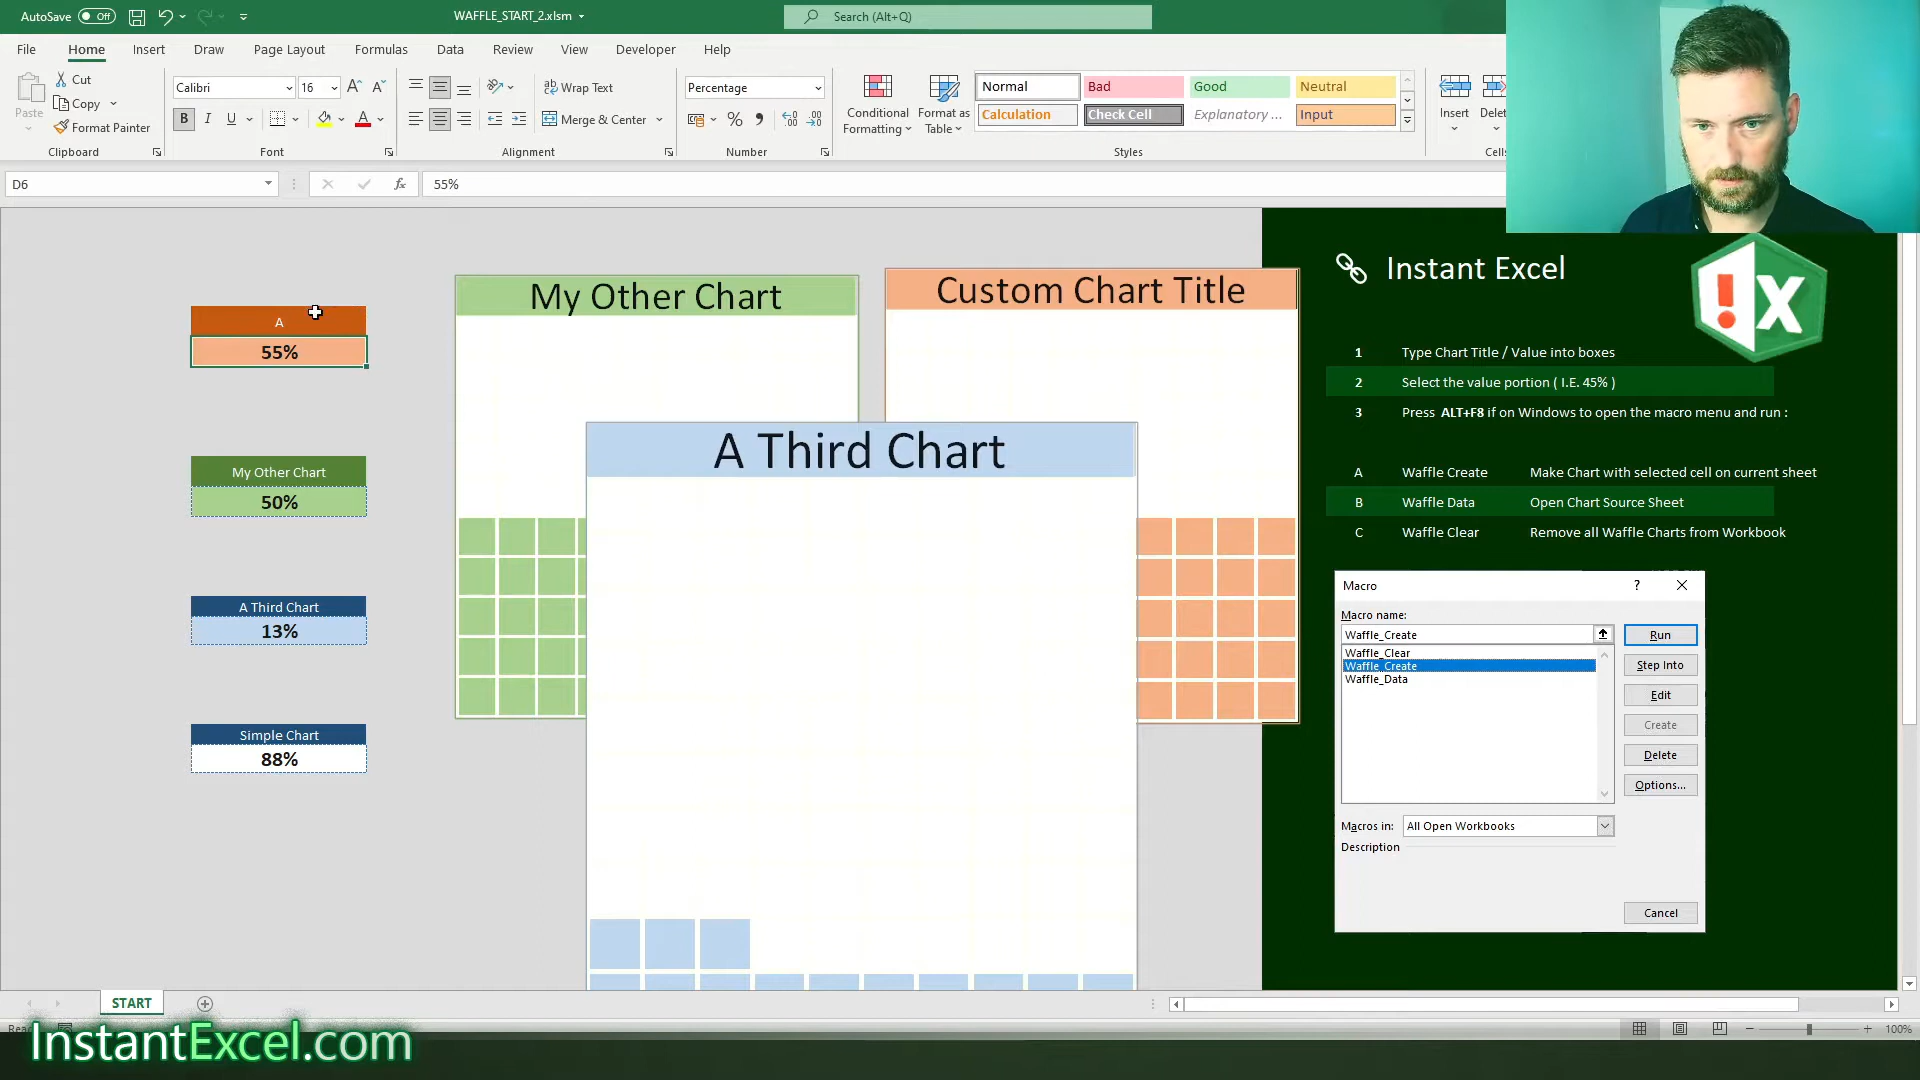 AutoSave Off WAFFLE_START_2.xlsm Search (Alt+Q)
File Home Insert Draw Page Layout Formulas Data Review View Developer Help
Paste
Cut
Copy
Format Painter
Clipboard
Calibri 16 A A
B I U A
Font
ab Wrap Text
Merge & Center
Alignment
Percentage
% 9
Number
Conditional Formatting
Format as Table
Normal Bad Good Neutral
Calculation Check Cell Explanatory ... Input
Styles
Insert Delet
Cells
D6 fx 55%
A
55%
My Other Chart
50%
A Third Chart
13%
Simple Chart
88%
My Other Chart
Custom Chart Title
A Third Chart
Instant Excel
!X
1 Type Chart Title / Value into boxes
2 Select the value portion ( I.E. 45% )
3 Press ALT+F8 if on Windows to open the macro menu and run :
A Waffle Create Make Chart with selected cell on current sheet
B Waffle Data Open Chart Source Sheet
C Waffle Clear Remove all Waffle Charts from Workbook
Macro ?
Macro name:
Waffle_Create
Waffle_Clear
Waffle_Create
Waffle_Data
Run
Step Into
Edit
Create
Delete
Options...
Macros in: All Open Workbooks
Description
Cancel
START
InstantExcel.com
100%